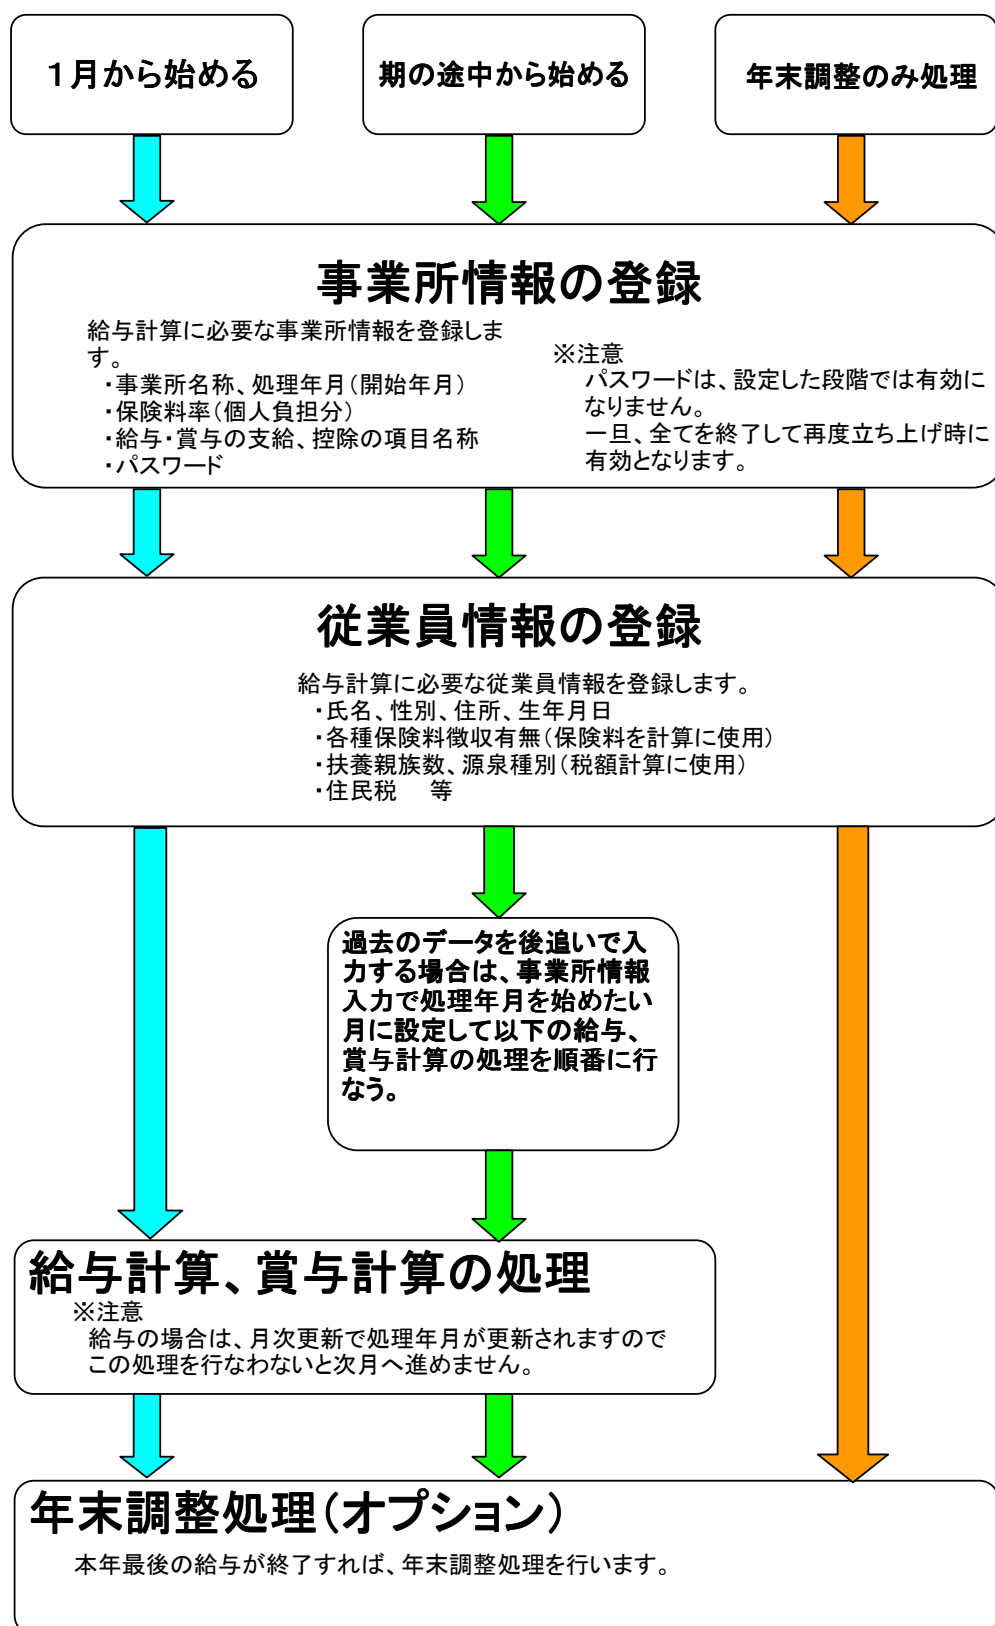 １月から始める
期の途中から始める
年末調整のみ処理
事業所情報の登録
給与計算に必要な事業所情報を登録しま
す。
・事業所名称、処理年月（開始年月）
・保険料率（個人負担分）
・給与・賞与の支給、控除の項目名称
・パスワード
※注意
パスワードは、設定した段階では有効に
なりません。
一旦、全てを終了して再度立ち上げ時に
有効となります。
従業員情報の登録
給与計算に必要な従業員情報を登録します。
・氏名、性別、住所、生年月日
・各種保険料徴収有無（保険料を計算に使用）
・扶養親族数、源泉種別（税額計算に使用）
・住民税　等
過去のデータを後追いで入
力する場合は、事業所情報
入力で処理年月を始めたい
月に設定して以下の給与、
賞与計算の処理を順番に行
なう。
給与計算、賞与計算の処理
※注意
給与の場合は、月次更新で処理年月が更新されますので
この処理を行なわないと次月へ進めません。
年末調整処理（オプション）
本年最後の給与が終了すれば、年末調整処理を行います。